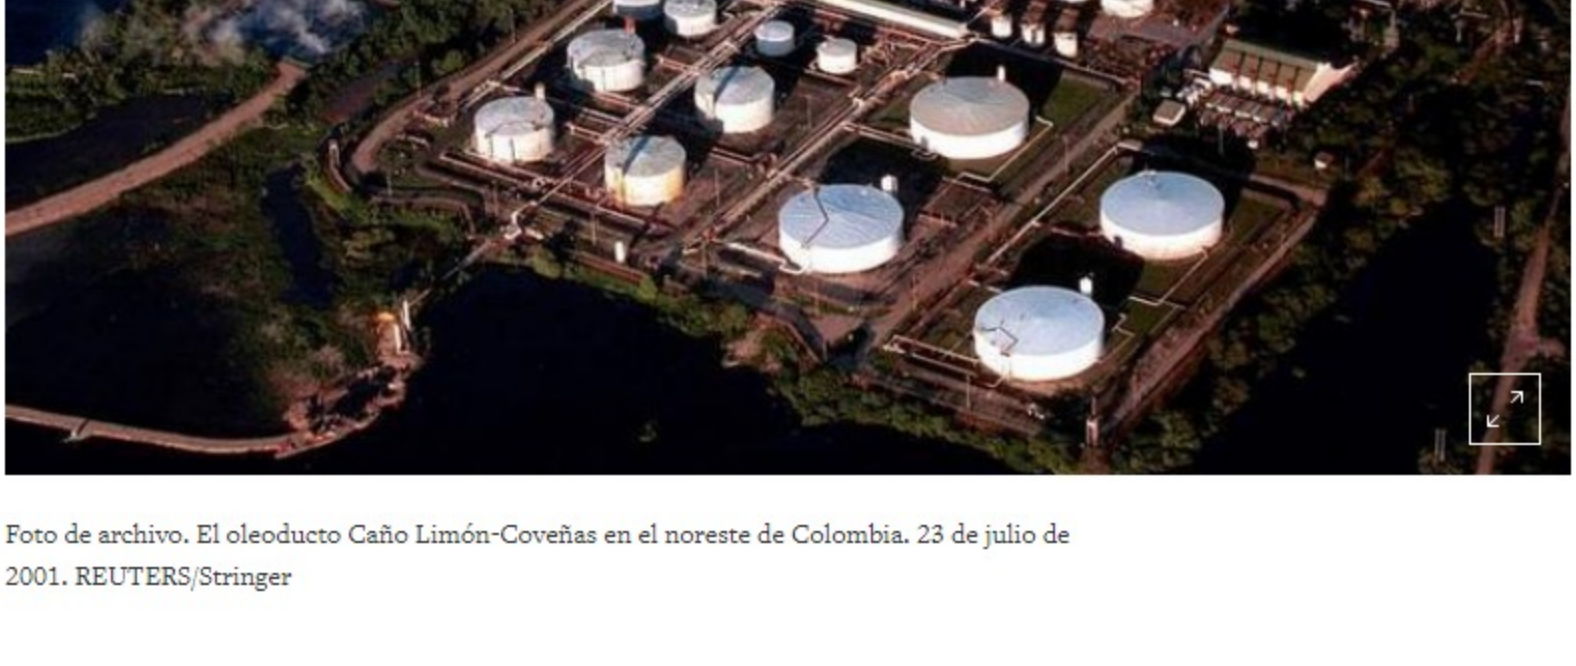 Foto de archivo. El oleoducto Caño Limón-Coveñas en el noreste de Colombia. 23 de julio de
2001. REUTERS/Stringer